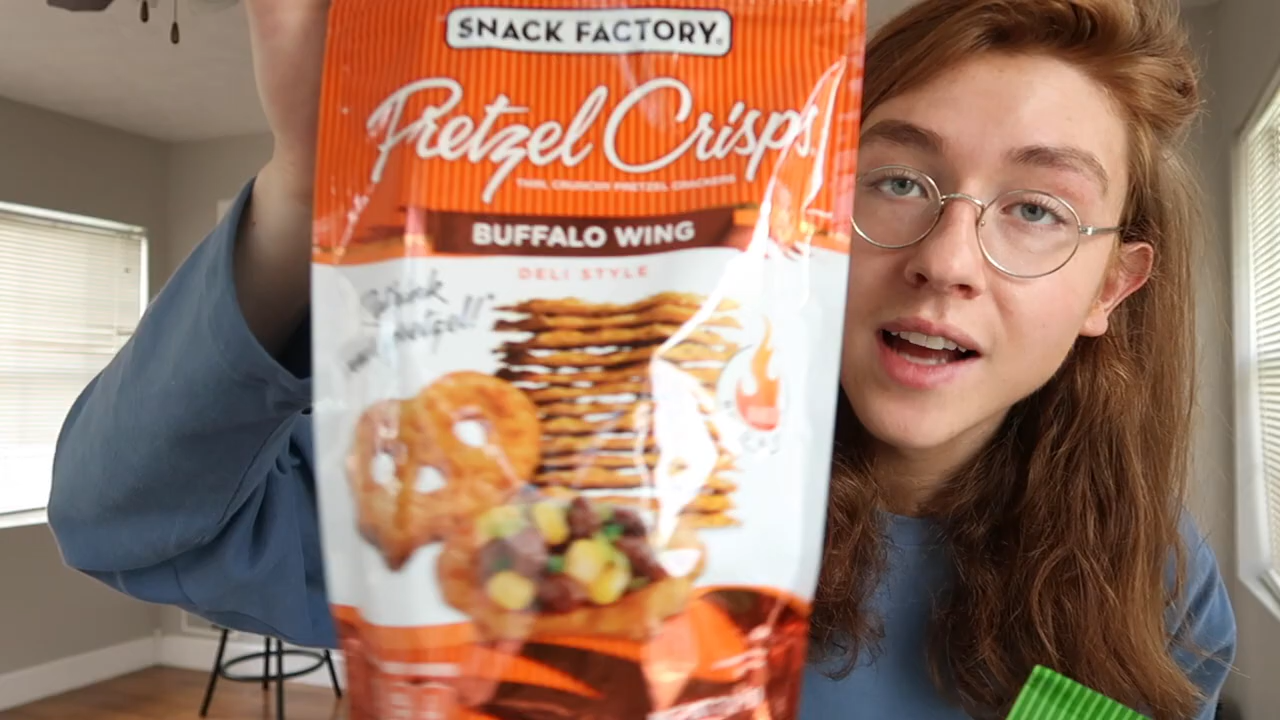 SNACK FACTORY®
Pretzel Crisps
THIN, CRUNCHY PRETZEL CRACKERS
BUFFALO WING
DELI STYLE